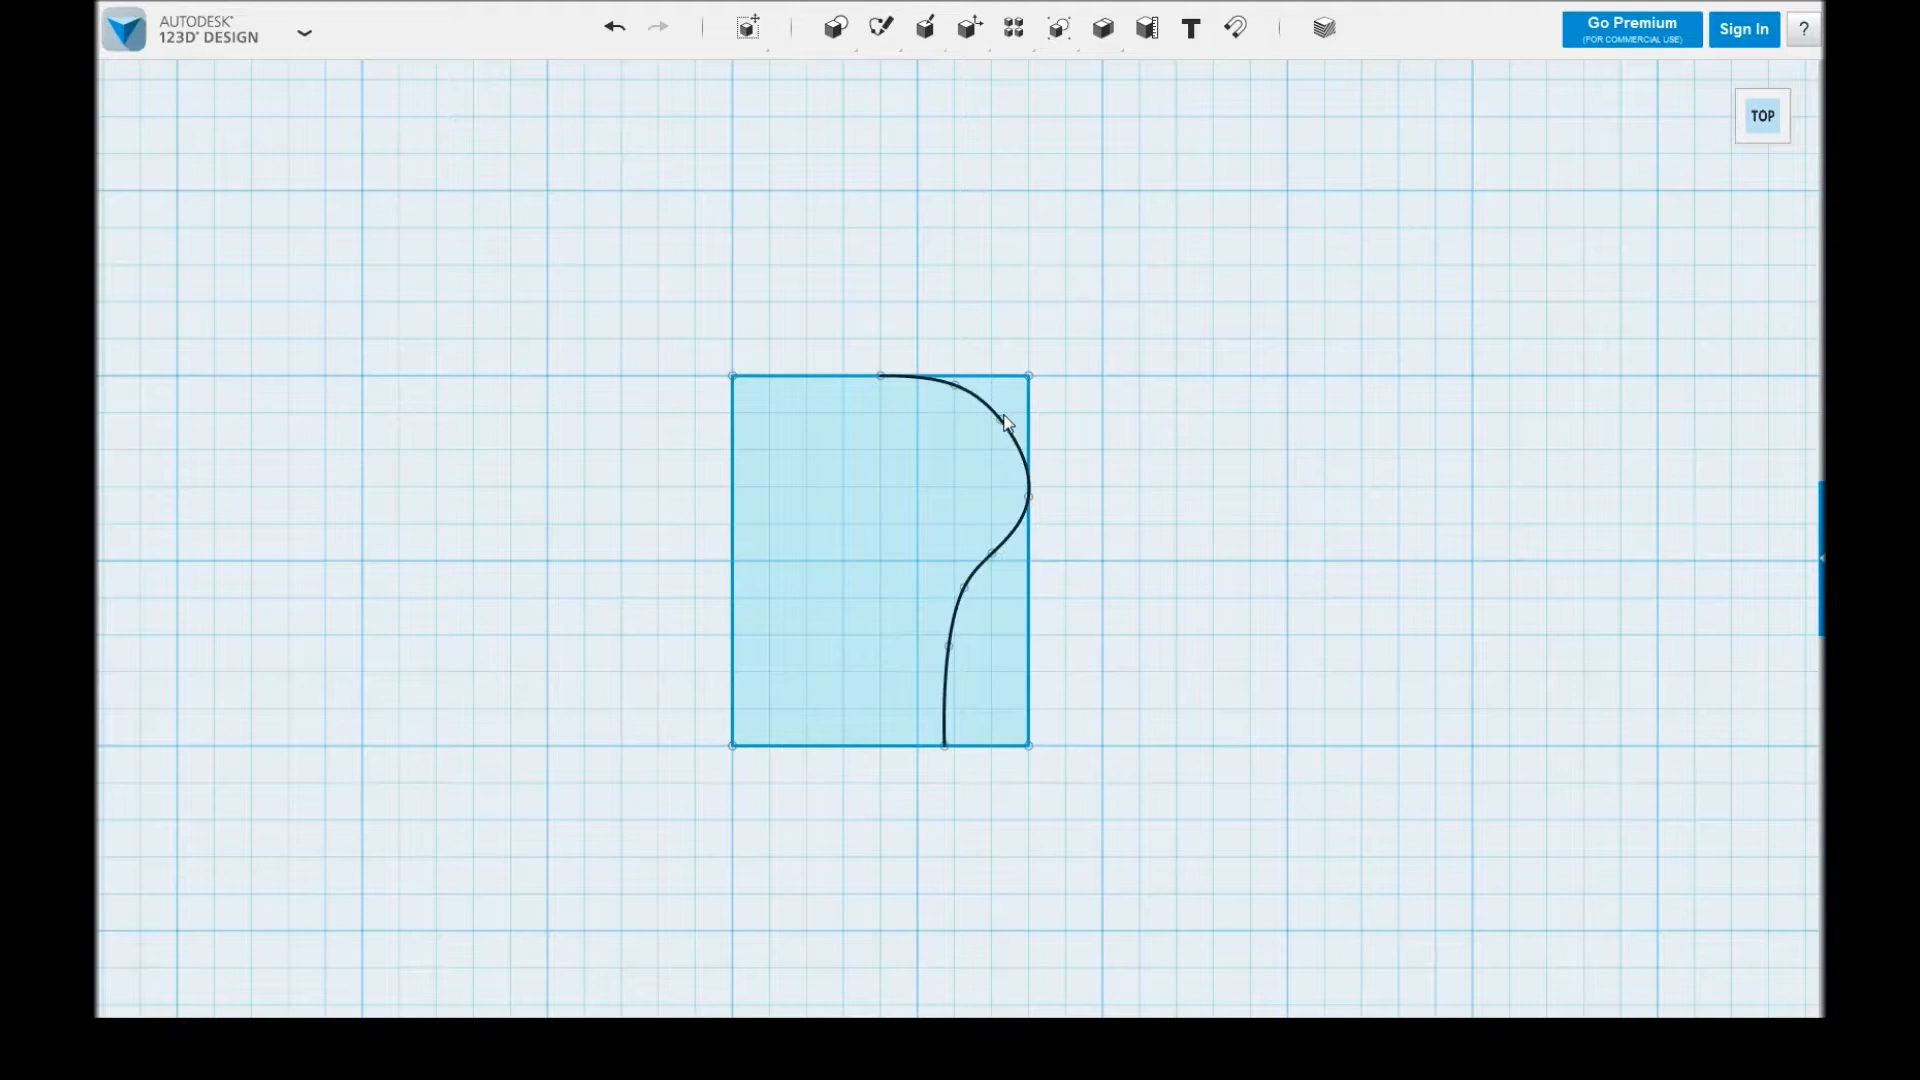 AUTODESK®
123D® DESIGN
T
Go Premium
(FOR COMMERCIAL USE)
Sign In
?
TOP